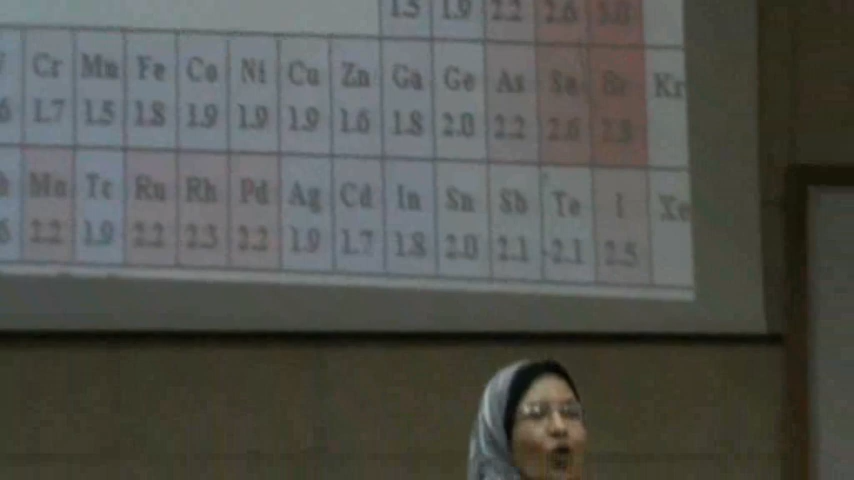 1.5 1.9 2.2 2.6 3.0
Cr Mn Fe Co Ni Cu Zn Ga Ge As Se Br Kr
6 1.7 1.5 1.8 1.9 1.9 1.9 1.6 1.8 2.0 2.2 2.6 2.8
Mo Tc Ru Rh Pd Ag Cd In Sn Sb Te I Xe
6 2.2 1.9 2.2 2.3 2.2 1.9 1.7 1.8 2.0 2.1 2.1 2.5